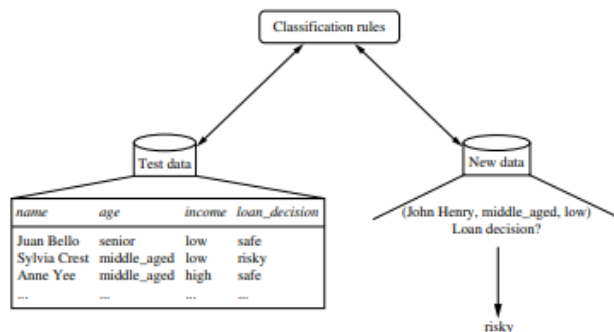 Classification rules
Test data
New data
name age income loan_decision
Juan Bello senior low safe
Sylvia Crest middle_aged low risky
Anne Yee middle_aged high safe
... ... ... ...
(John Henry, middle_aged, low)
Loan decision?
risky